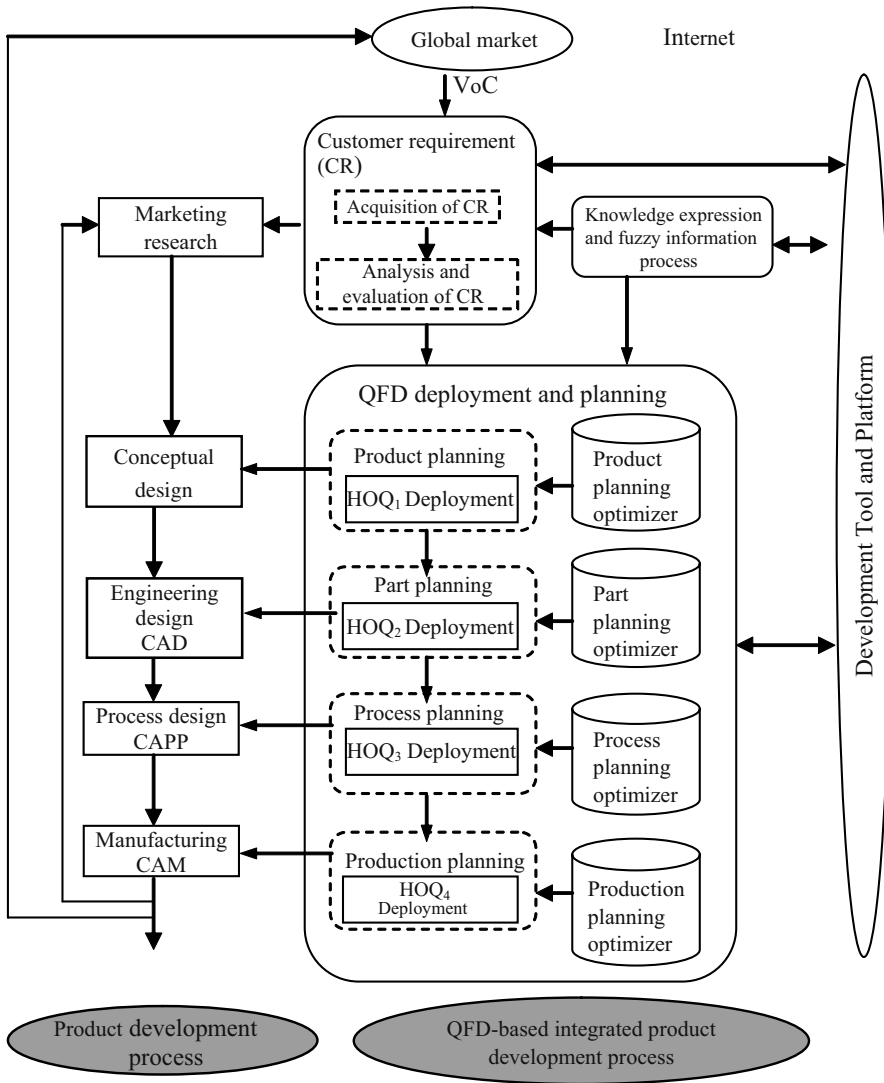 Global market
Internet
VoC
Customer requirement
(CR)
Acquisition of CR
Analysis and
evaluation of CR
Marketing
research
Knowledge expression
and fuzzy information
process
Development Tool and Platform
QFD deployment and planning
Conceptual
design
Product planning
HOQ₁ Deployment
Product
planning
optimizer
Engineering
design
CAD
Part planning
HOQ₂ Deployment
Part
planning
optimizer
Process design
CAPP
Process planning
HOQ₃ Deployment
Process
planning
optimizer
Manufacturing
CAM
Production planning
HOQ₄
Deployment
Production
planning
optimizer
Product development
process
QFD-based integrated product
development process